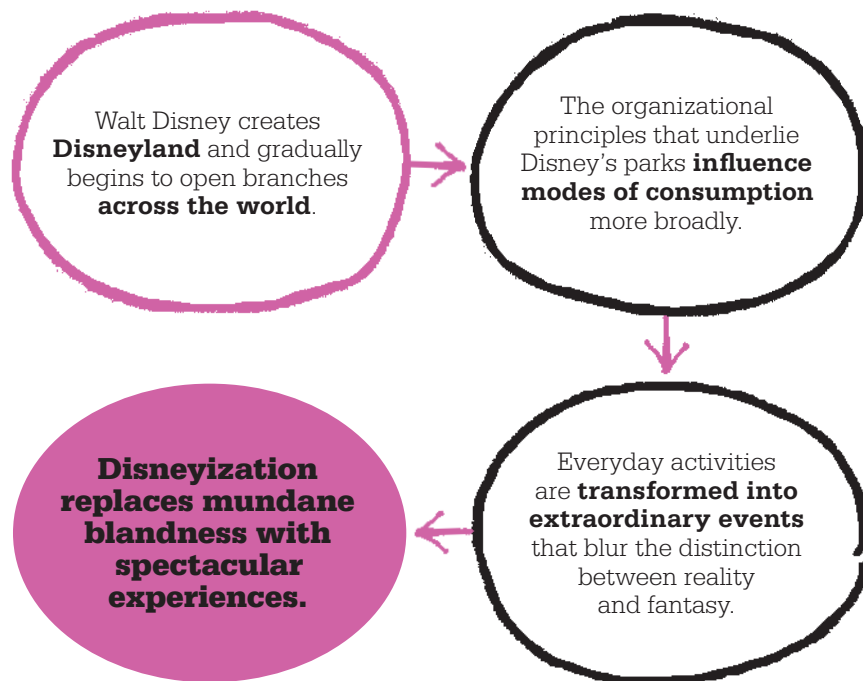 Walt Disney creates
Disneyland and gradually
begins to open branches
across the world.
The organizational
principles that underlie
Disney’s parks influence
modes of consumption
more broadly.
Everyday activities
are transformed into
extraordinary events
that blur the distinction
between reality
and fantasy.
Disneyization
replaces mundane
blandness with
spectacular
experiences.